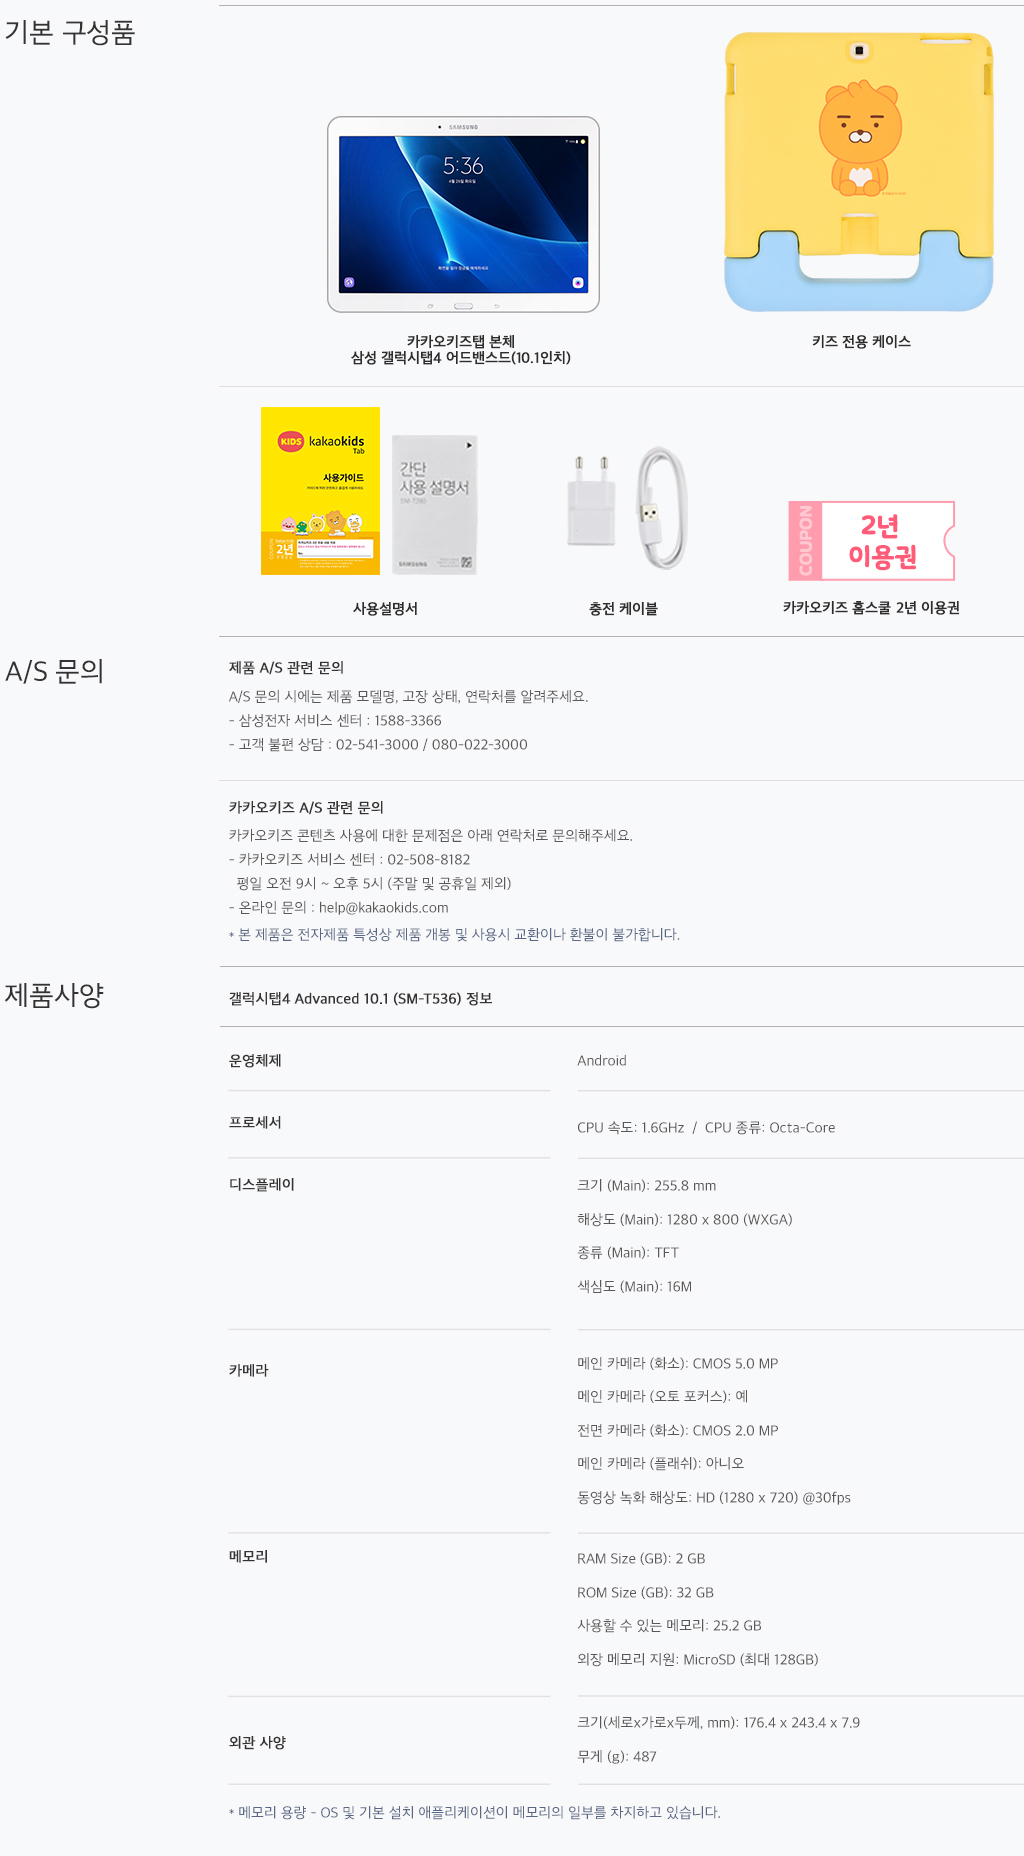 기본 구성품
SAMSUNG
5:36
4월 26일 화요일
카카오키즈탭 본체
삼성 갤럭시탭4 어드밴스드(10.1인치)
키즈 전용 케이스
KIDS kakaokids
Tab
사용가이드
COUPON
2년
간단
사용 설명서
SAMSUNG
COUPON
2년
이용권
사용설명서
충전 케이블
카카오키즈 홈스쿨 2년 이용권
A/S 문의
제품 A/S 관련 문의
A/S 문의 시에는 제품 모델명, 고장 상태, 연락처를 알려주세요.
- 삼성전자 서비스 센터 : 1588-3366
- 고객 불편 상담 : 02-541-3000 / 080-022-3000
카카오키즈 A/S 관련 문의
카카오키즈 콘텐츠 사용에 대한 문제점은 아래 연락처로 문의해주세요.
- 카카오키즈 서비스 센터 : 02-508-8182
평일 오전 9시 ~ 오후 5시 (주말 및 공휴일 제외)
- 온라인 문의 : help@kakaokids.com
* 본 제품은 전자제품 특성상 제품 개봉 및 사용시 교환이나 환불이 불가합니다.
제품사양
갤럭시탭4 Advanced 10.1 (SM-T536) 정보
운영체제
Android
프로세서
CPU 속도: 1.6GHz / CPU 종류: Octa-Core
디스플레이
크기 (Main): 255.8 mm
해상도 (Main): 1280 x 800 (WXGA)
종류 (Main): TFT
색심도 (Main): 16M
카메라
메인 카메라 (화소): CMOS 5.0 MP
메인 카메라 (오토 포커스): 예
전면 카메라 (화소): CMOS 2.0 MP
메인 카메라 (플래쉬): 아니오
동영상 녹화 해상도: HD (1280 x 720) @30fps
메모리
RAM Size (GB): 2 GB
ROM Size (GB): 32 GB
사용할 수 있는 메모리: 25.2 GB
외장 메모리 지원: MicroSD (최대 128GB)
외관 사양
크기(세로x가로x두께, mm): 176.4 x 243.4 x 7.9
무게 (g): 487
* 메모리 용량 - OS 및 기본 설치 애플리케이션이 메모리의 일부를 차지하고 있습니다.